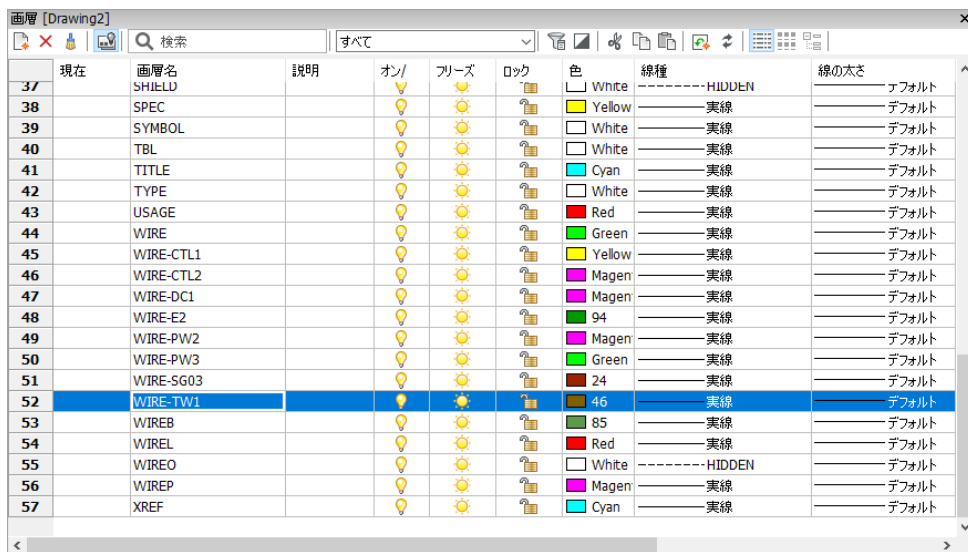 画層 [Drawing2]
検索 すべて
現在 画層名 説明 オン/ フリーズ ロック 色 線種 線の太さ
37 SHIELD White HIDDEN デフォルト
38 SPEC Yellow 実線 デフォルト
39 SYMBOL White 実線 デフォルト
40 TBL White 実線 デフォルト
41 TITLE Cyan 実線 デフォルト
42 TYPE White 実線 デフォルト
43 USAGE Red 実線 デフォルト
44 WIRE Green 実線 デフォルト
45 WIRE-CTL1 Yellow 実線 デフォルト
46 WIRE-CTL2 Magen 実線 デフォルト
47 WIRE-DC1 Magen 実線 デフォルト
48 WIRE-E2 94 実線 デフォルト
49 WIRE-PW2 Magen 実線 デフォルト
50 WIRE-PW3 Green 実線 デフォルト
51 WIRE-SG03 24 実線 デフォルト
52 WIRE-TW1 46 実線 デフォルト
53 WIREB 85 実線 デフォルト
54 WIREL Red 実線 デフォルト
55 WIREO White HIDDEN デフォルト
56 WIREP Magen 実線 デフォルト
57 XREF Cyan 実線 デフォルト